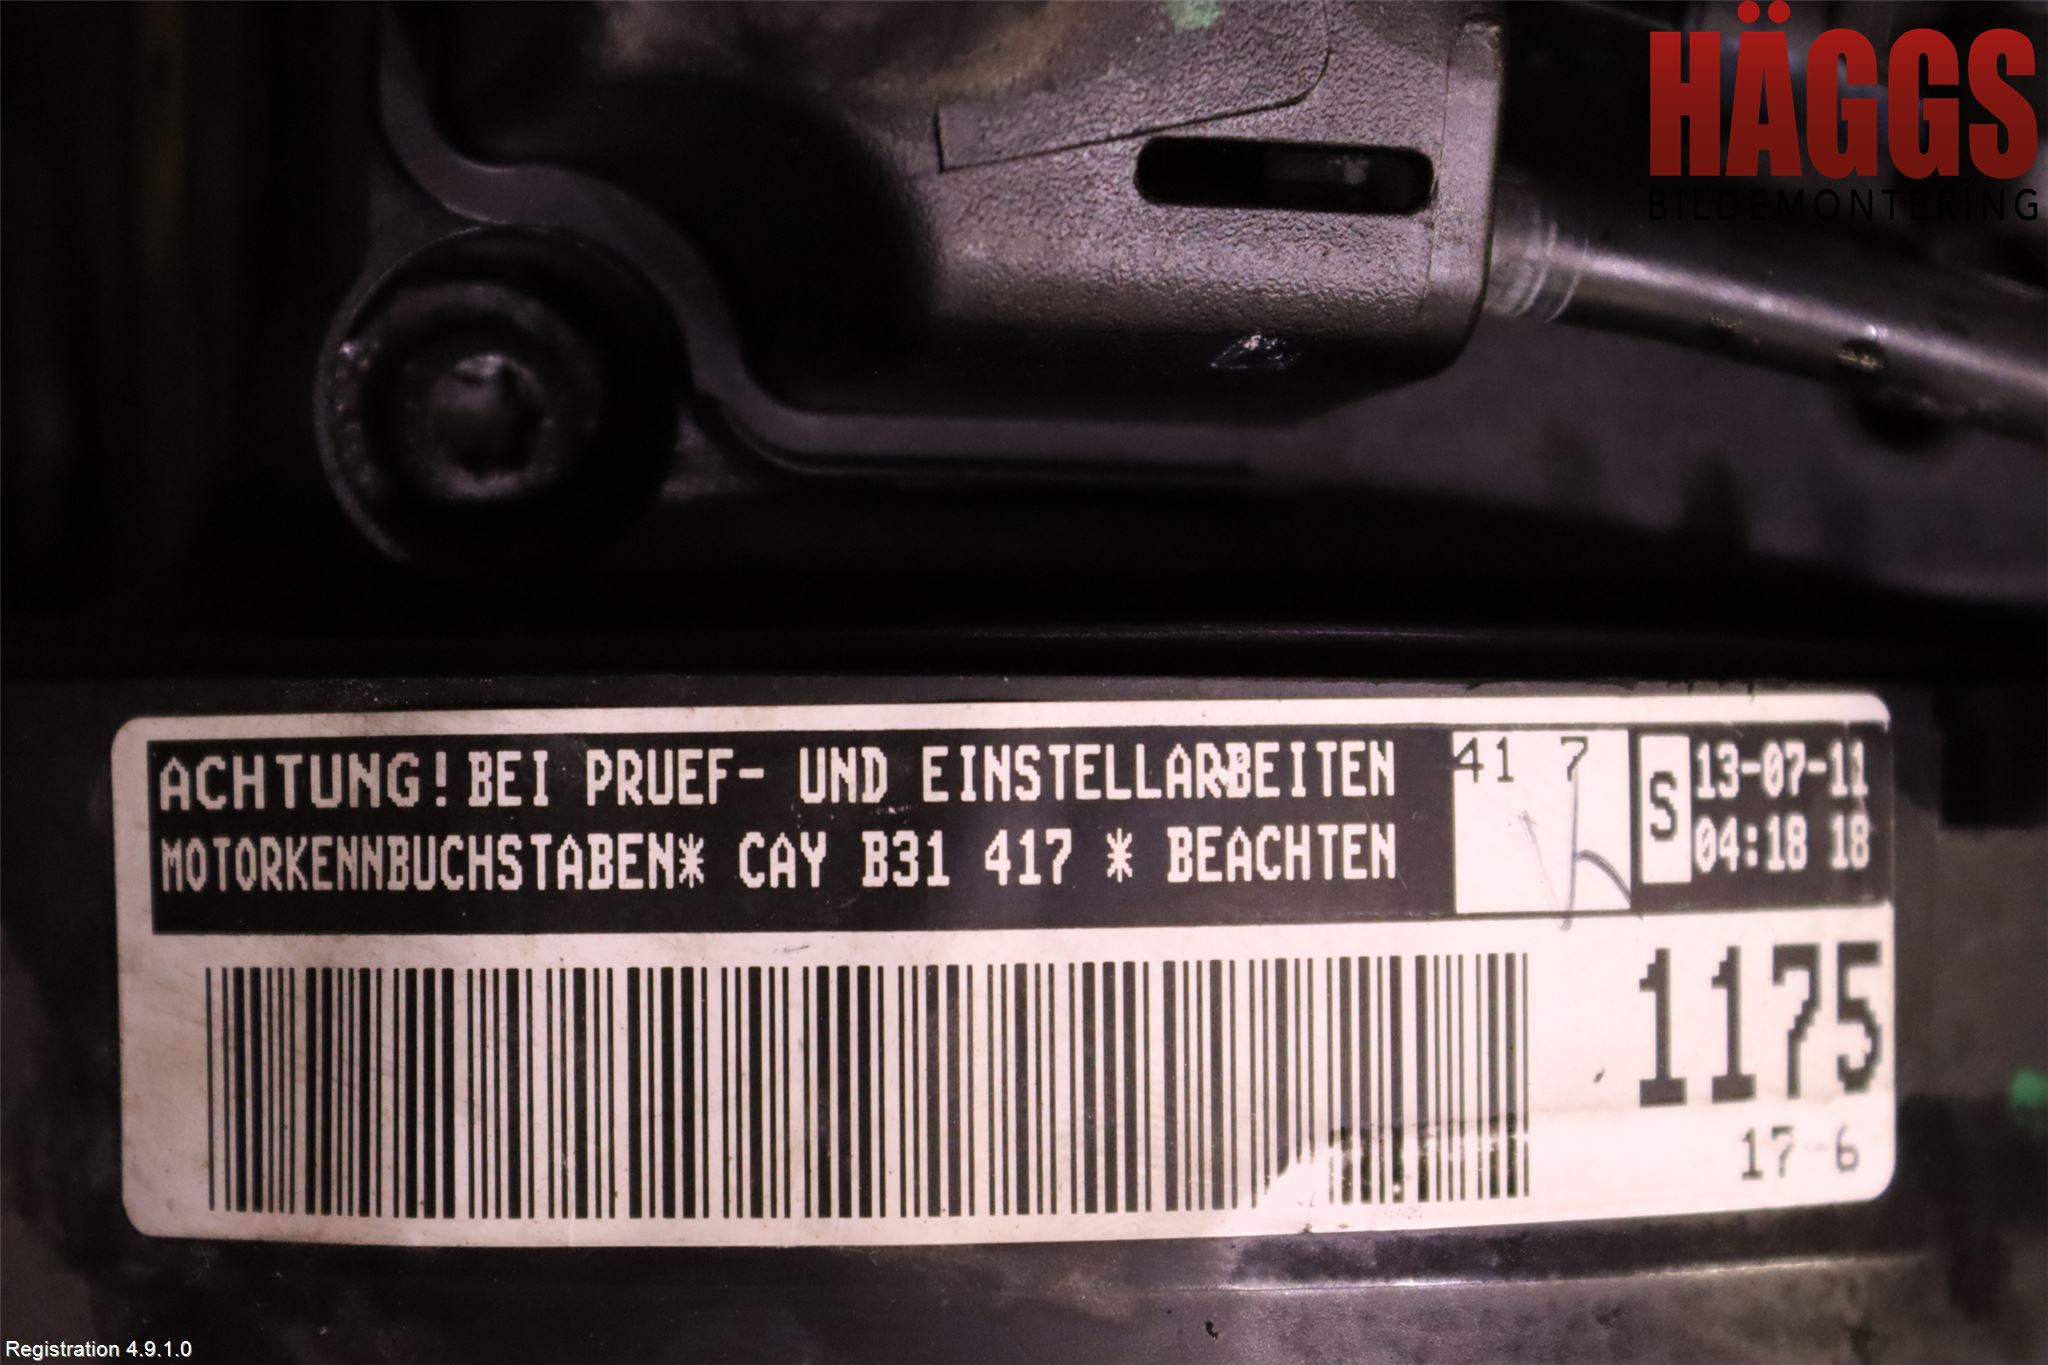 HÄGGS
BILDEMONTERING
ACHTUNG! BEI PRUEF- UND EINSTELLARBEITEN
MOTORKENNBUCHSTABEN* CAY B31 417 * BEACHTEN
41 7
S
13-07-11
04:18 18
1175
17-6
Registration 4.9.1.0